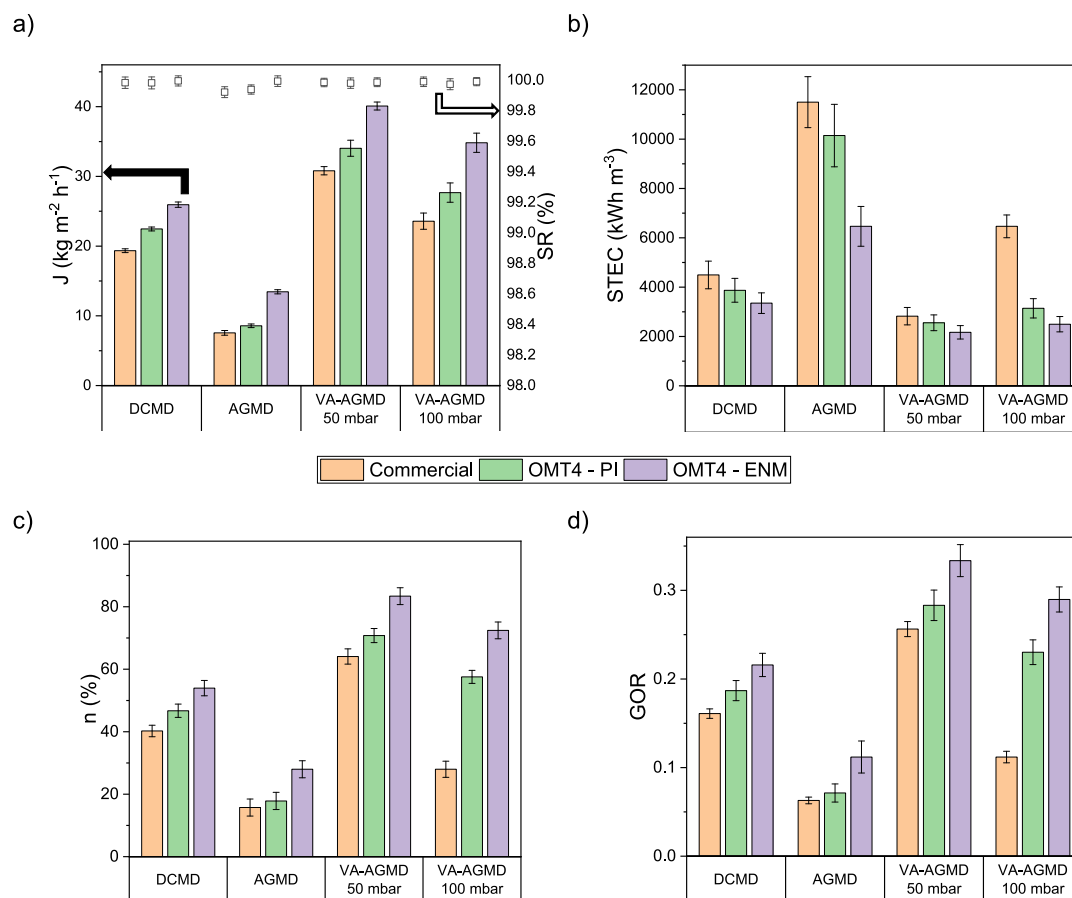 a)
J (kg m⁻² h⁻¹)
40
30
20
10
0
100.0
99.8
99.6
99.4
99.2
99.0
98.8
98.6
98.4
98.2
98.0
SR (%)
DCMD
AGMD
VA-AGMD
50 mbar
VA-AGMD
100 mbar
b)
STEC (kWh m⁻³)
12000
10000
8000
6000
4000
2000
0
DCMD
AGMD
VA-AGMD
50 mbar
VA-AGMD
100 mbar
Commercial OMT4 - PI OMT4 - ENM
c)
n (%)
100
80
60
40
20
0
DCMD
AGMD
VA-AGMD
50 mbar
VA-AGMD
100 mbar
d)
GOR
0.3
0.2
0.1
0.0
DCMD
AGMD
VA-AGMD
50 mbar
VA-AGMD
100 mbar